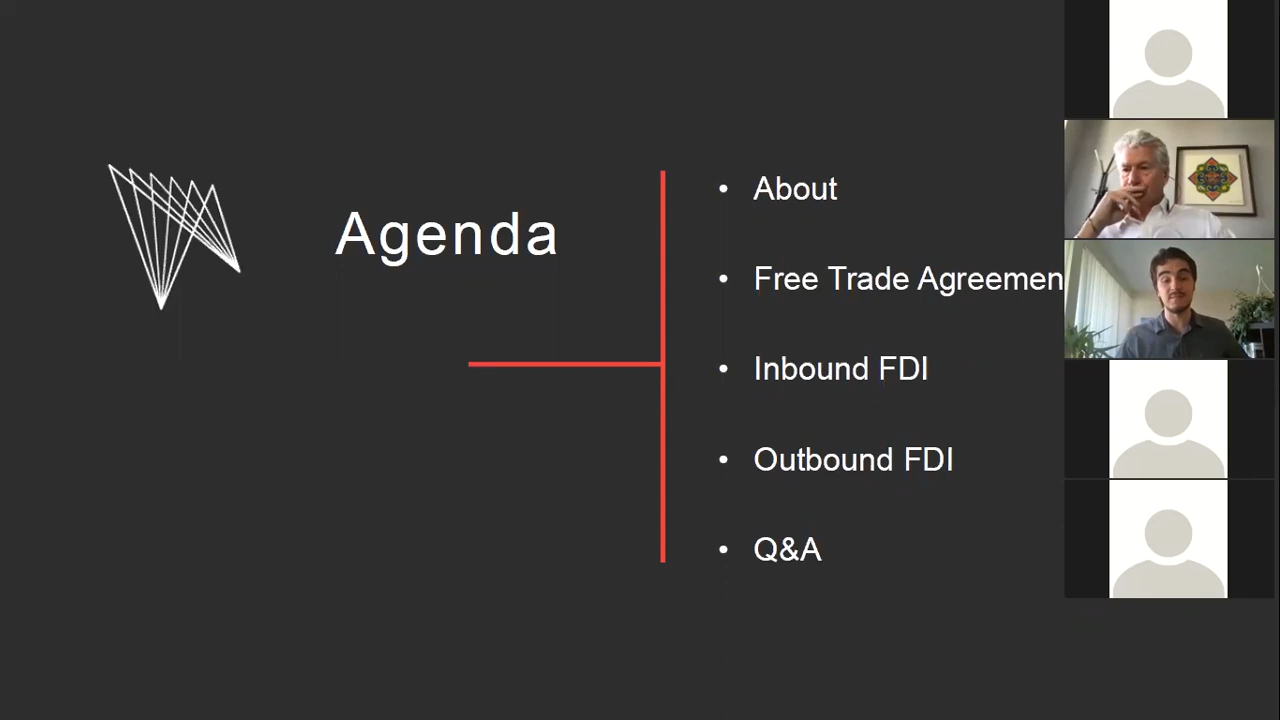 Agenda
• About
• Free Trade Agreemen
• Inbound FDI
• Outbound FDI
• Q&A